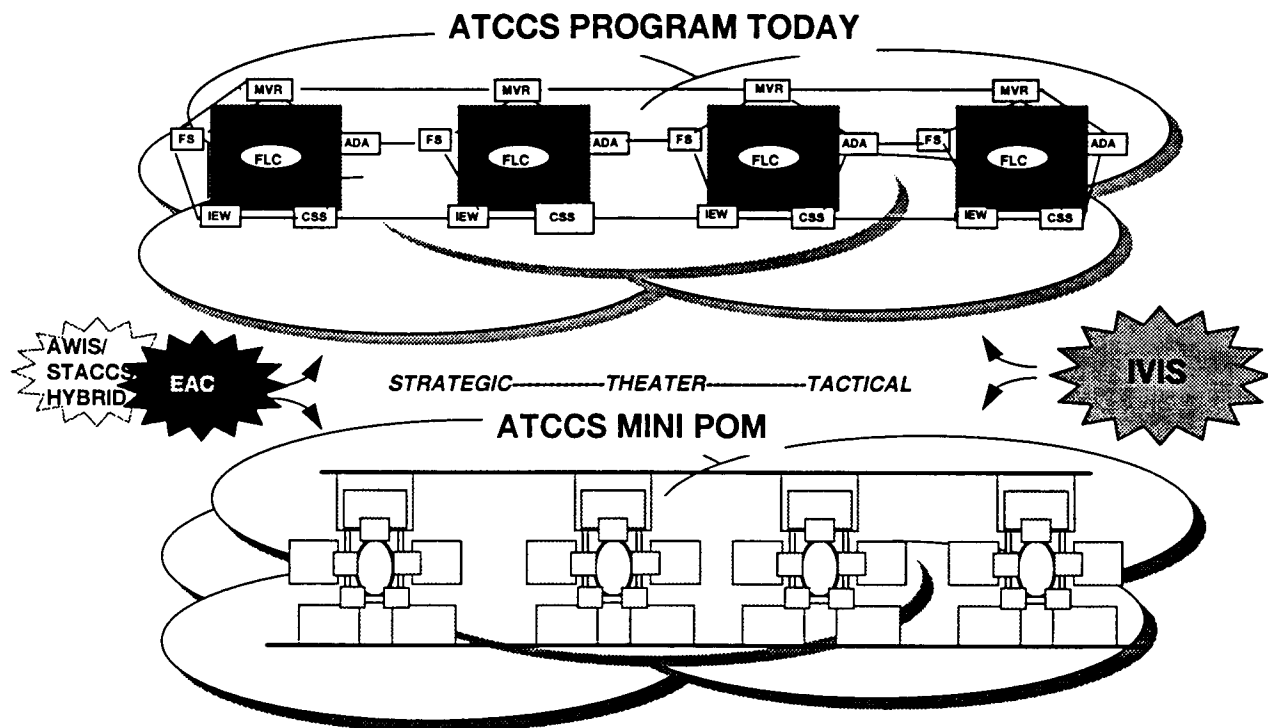 ATCCS PROGRAM TODAY
MVR MVR MVR MVR
FS ADA FS ADA FS ADA FS ADA
FLC FLC FLC FLC
IEW CSS IEW CSS IEW CSS IEW CSS
AWIS/
STACCS
HYBRID
EAC
STRATEGIC----------THEATER----------TACTICAL
IVIS
ATCCS MINI POM